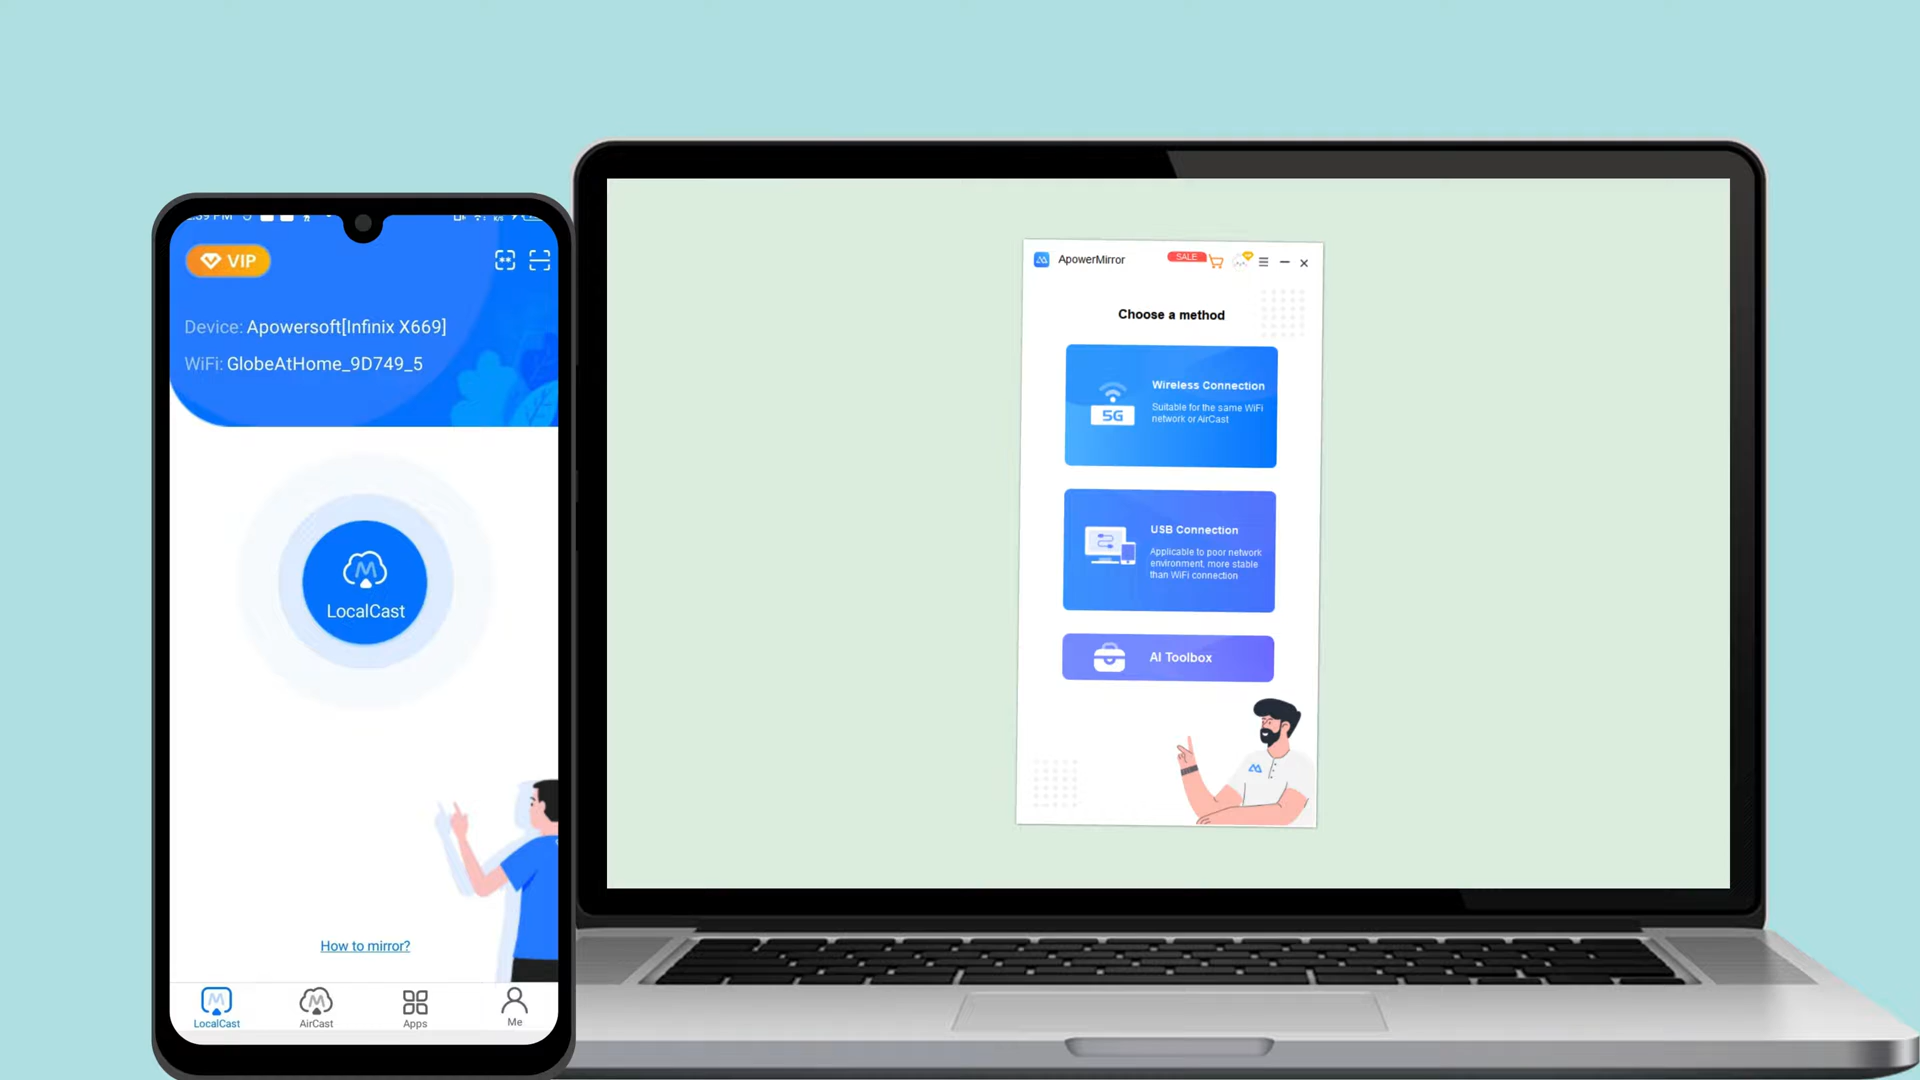 VIP
Device: Apowersoft[Infinix X669]
WiFi: GlobeAtHome_9D749_5
LocalCast
How to mirror?
LocalCast
AirCast
Apps
Me
ApowerMirror
SALE
Choose a method
5G
Wireless Connection
Suitable for the same WiFi
network or AirCast
USB Connection
Applicable to poor network
environment, more stable
than WiFi connection
AI Toolbox